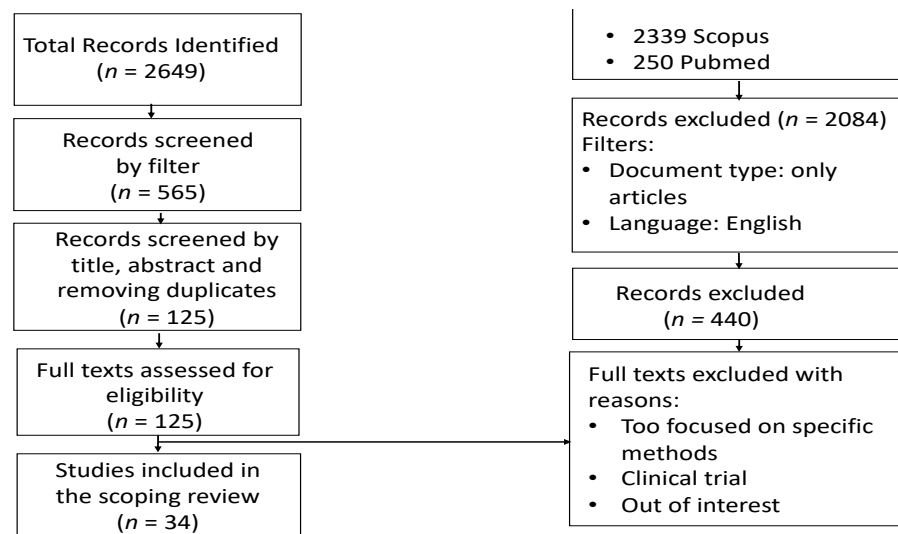 Total Records Identified
(n = 2649)
Records screened
by filter
(n = 565)
Records screened by
title, abstract and
removing duplicates
(n = 125)
Full texts assessed for
eligibility
(n = 125)
Studies included in
the scoping review
(n = 34)
• 2339 Scopus
• 250 Pubmed
Records excluded (n = 2084)
Filters:
• Document type: only
articles
• Language: English
Records excluded
(n = 440)
Full texts excluded with
reasons:
• Too focused on specific
methods
• Clinical trial
• Out of interest